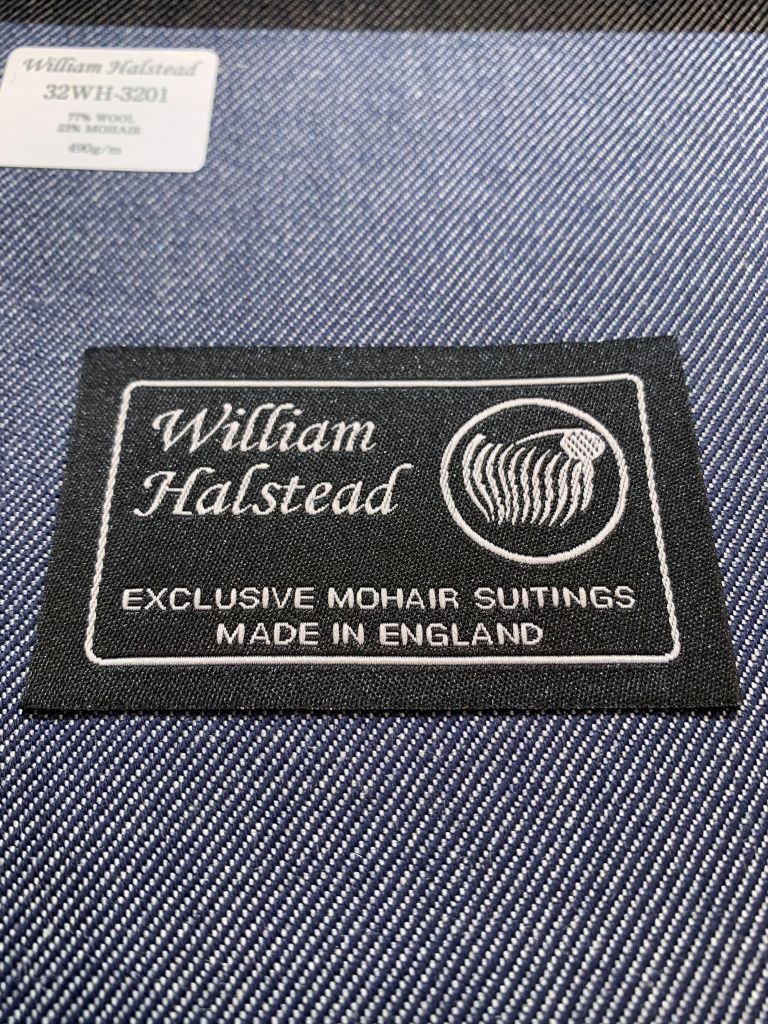 William Halstead
32WH-3201
77% WOOL
23% MOHAIR
490g/m
William
Halstead
EXCLUSIVE MOHAIR SUITINGS
MADE IN ENGLAND